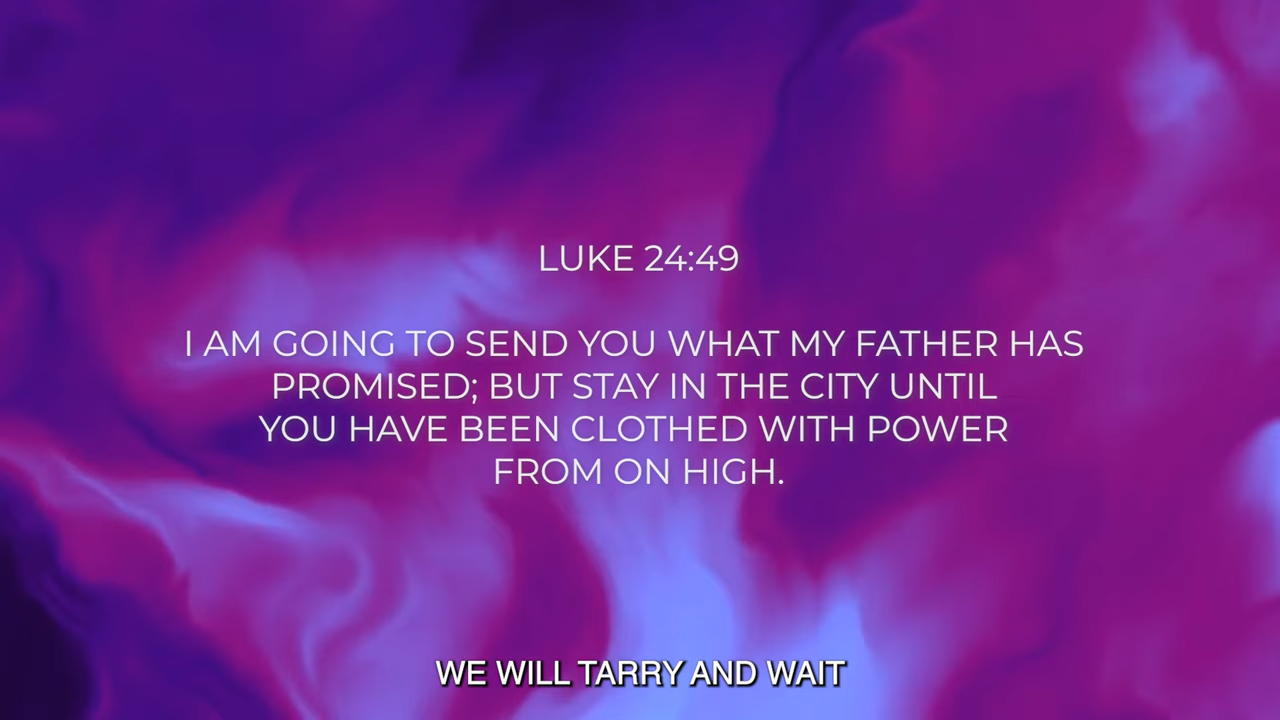 LUKE 24:49
I AM GOING TO SEND YOU WHAT MY FATHER HAS
PROMISED; BUT STAY IN THE CITY UNTIL
YOU HAVE BEEN CLOTHED WITH POWER
FROM ON HIGH.
WE WILL TARRY AND WAIT